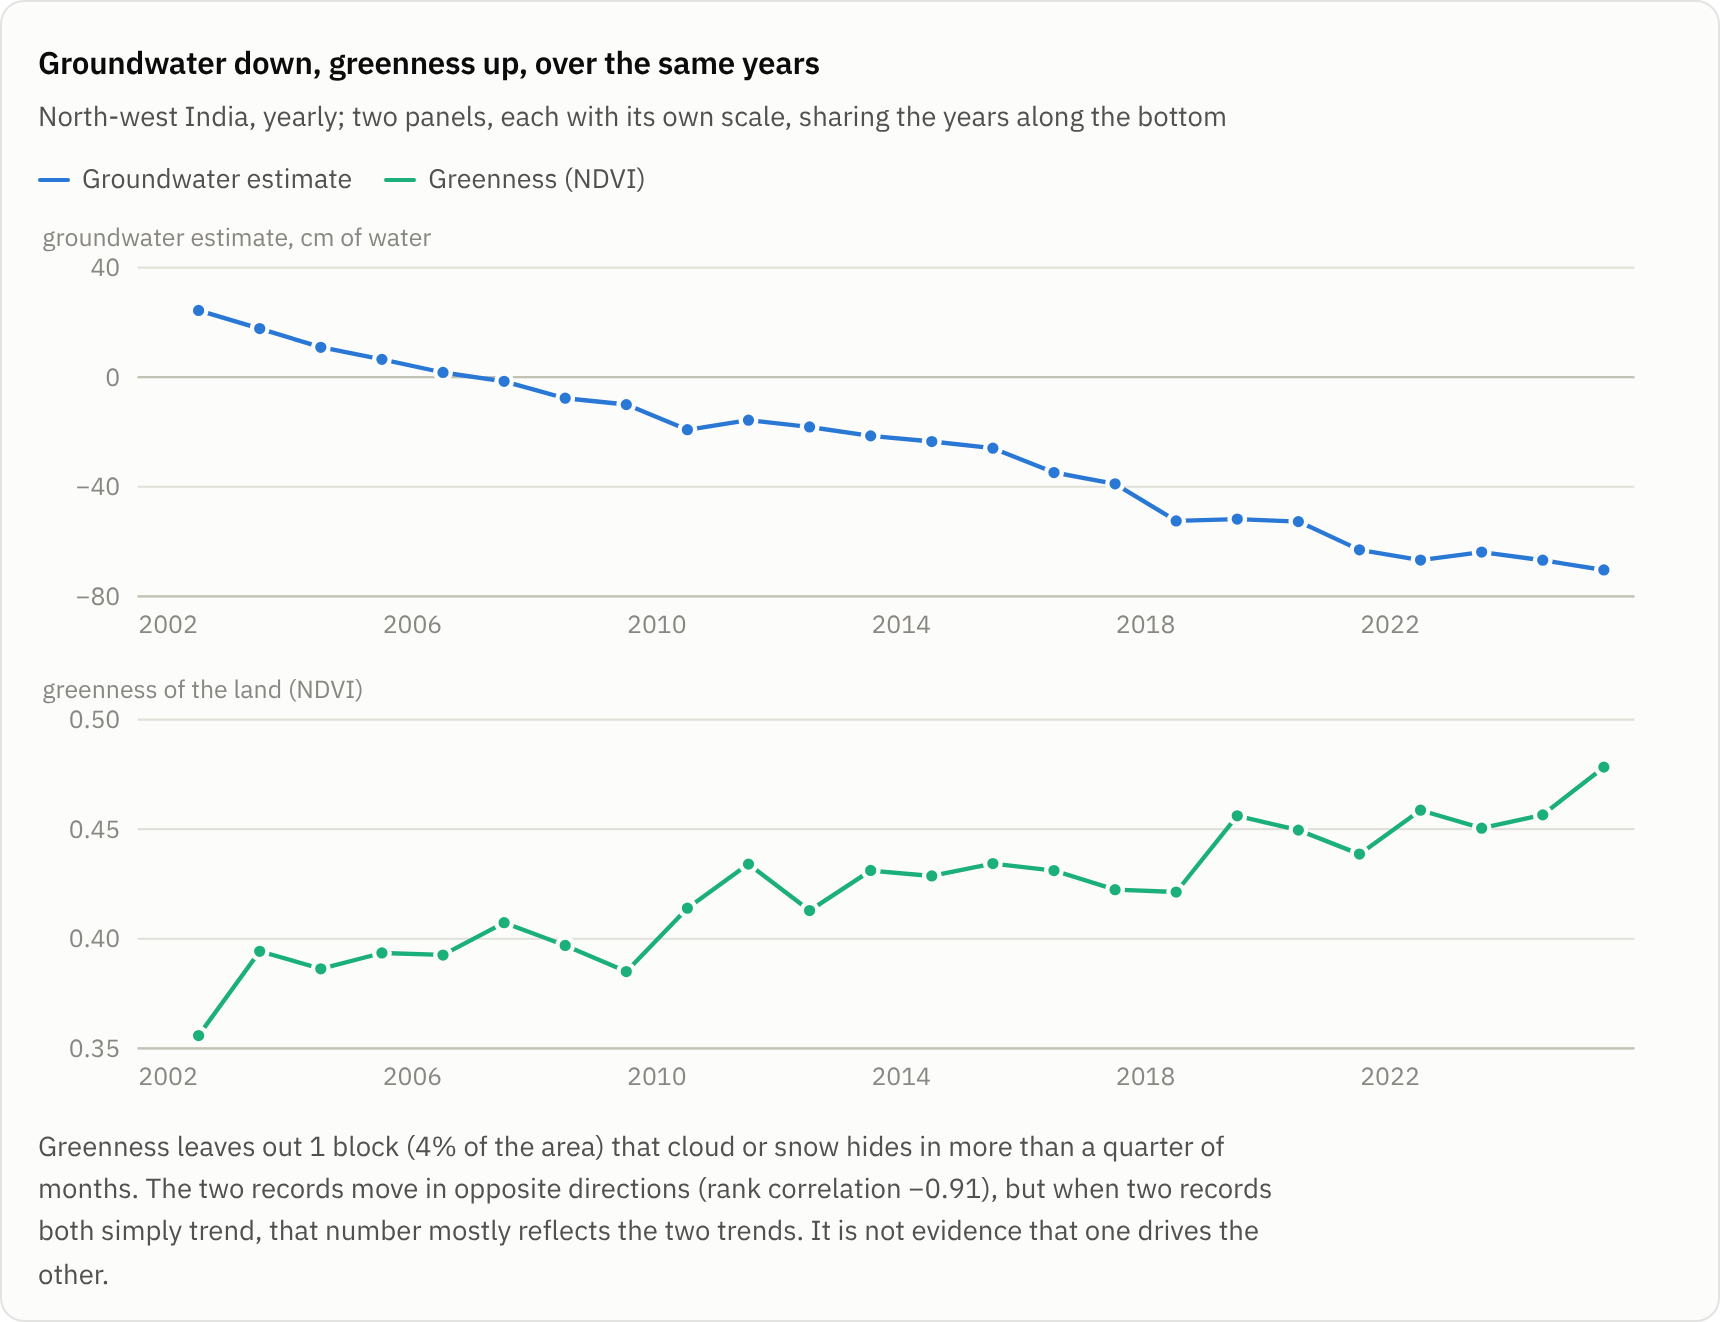 Groundwater down, greenness up, over the same years
North-west India, yearly; two panels, each with its own scale, sharing the years along the bottom
Groundwater estimate Greenness (NDVI)
groundwater estimate, cm of water
40
0
−40
−80
2002 2006 2010 2014 2018 2022
greenness of the land (NDVI)
0.50
0.45
0.40
0.35
2002 2006 2010 2014 2018 2022
Greenness leaves out 1 block (4% of the area) that cloud or snow hides in more than a quarter of
months. The two records move in opposite directions (rank correlation −0.91), but when two records
both simply trend, that number mostly reflects the two trends. It is not evidence that one drives the
other.